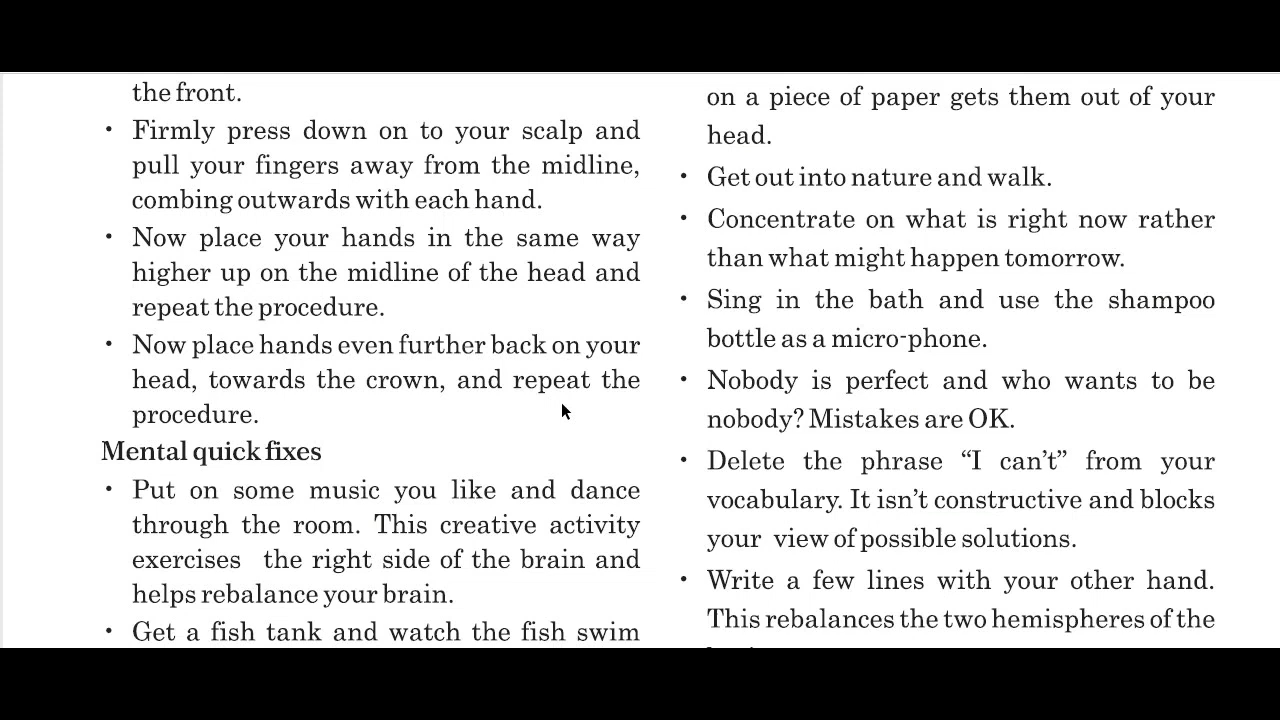 the front.
• Firmly press down on to your scalp and
pull your fingers away from the midline,
combing outwards with each hand.
• Now place your hands in the same way
higher up on the midline of the head and
repeat the procedure.
• Now place hands even further back on your
head, towards the crown, and repeat the
procedure.
Mental quick fixes
• Put on some music you like and dance
through the room. This creative activity
exercises the right side of the brain and
helps rebalance your brain.
• Get a fish tank and watch the fish swim
on a piece of paper gets them out of your
head.
• Get out into nature and walk.
• Concentrate on what is right now rather
than what might happen tomorrow.
• Sing in the bath and use the shampoo
bottle as a micro-phone.
• Nobody is perfect and who wants to be
nobody? Mistakes are OK.
• Delete the phrase “I can’t” from your
vocabulary. It isn’t constructive and blocks
your view of possible solutions.
• Write a few lines with your other hand.
This rebalances the two hemispheres of the